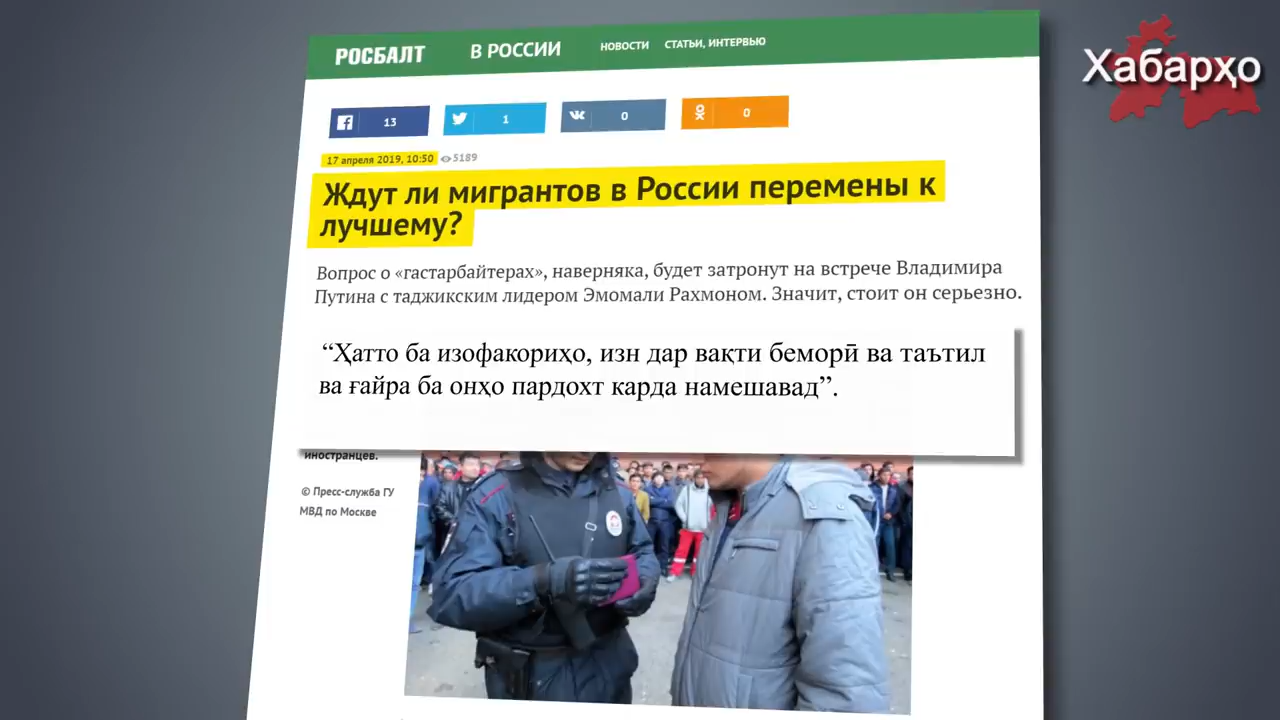 РОСБАЛТ В РОССИИ НОВОСТИ СТАТЬИ, ИНТЕРВЬЮ
Хабарҳо
13 1 0 0
17 апреля 2019, 10:50 5189
Ждут ли мигрантов в России перемены к
лучшему?
Вопрос о «гастарбайтерах», наверняка, будет затронут на встрече Владимира
Путина с таджикским лидером Эмомали Рахмоном. Значит, стоит он серьезно.
“Ҳатто ба изофакориҳо, изн дар вақти беморӣ ва таътил
ва ғайра ба онҳо пардохт карда намешавад”.
иностранцев.
© Пресс-служба ГУ
МВД по Москве